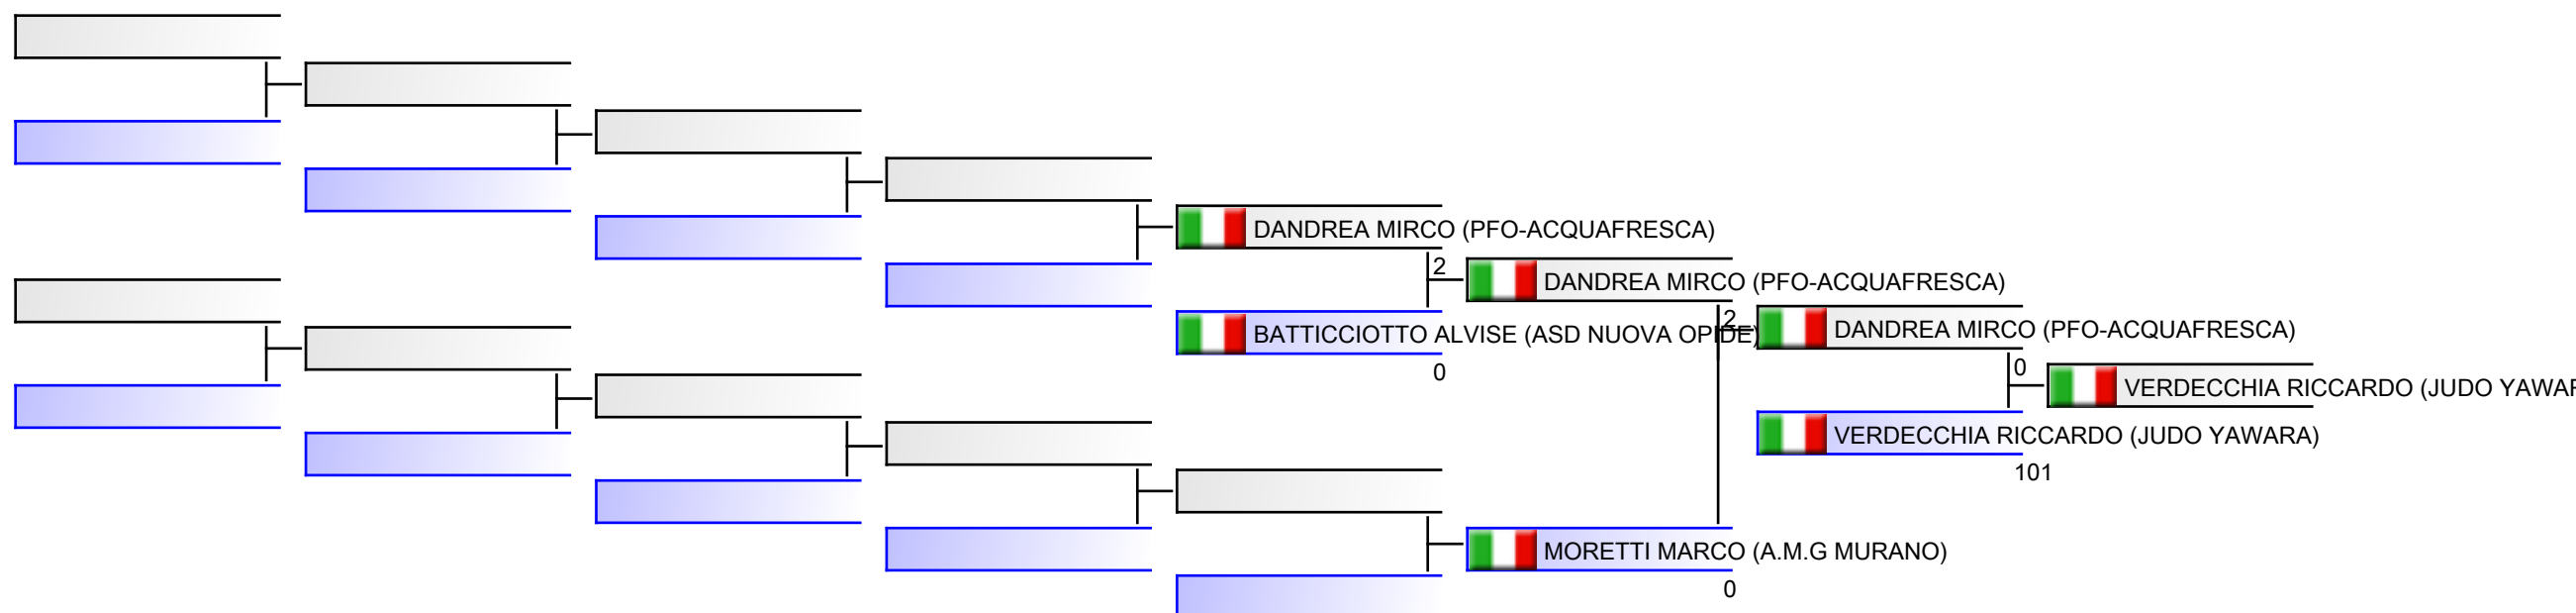 DANDREA MIRCO (PFO-ACQUAFRESCA)
2
DANDREA MIRCO (PFO-ACQUAFRESCA)
BATTICCIOTTO ALVISE (ASD NUOVA OPIDE)
0
2
DANDREA MIRCO (PFO-ACQUAFRESCA)
0
VERDECCHIA RICCARDO (JUDO YAWAR
VERDECCHIA RICCARDO (JUDO YAWARA)
101
MORETTI MARCO (A.M.G MURANO)
0